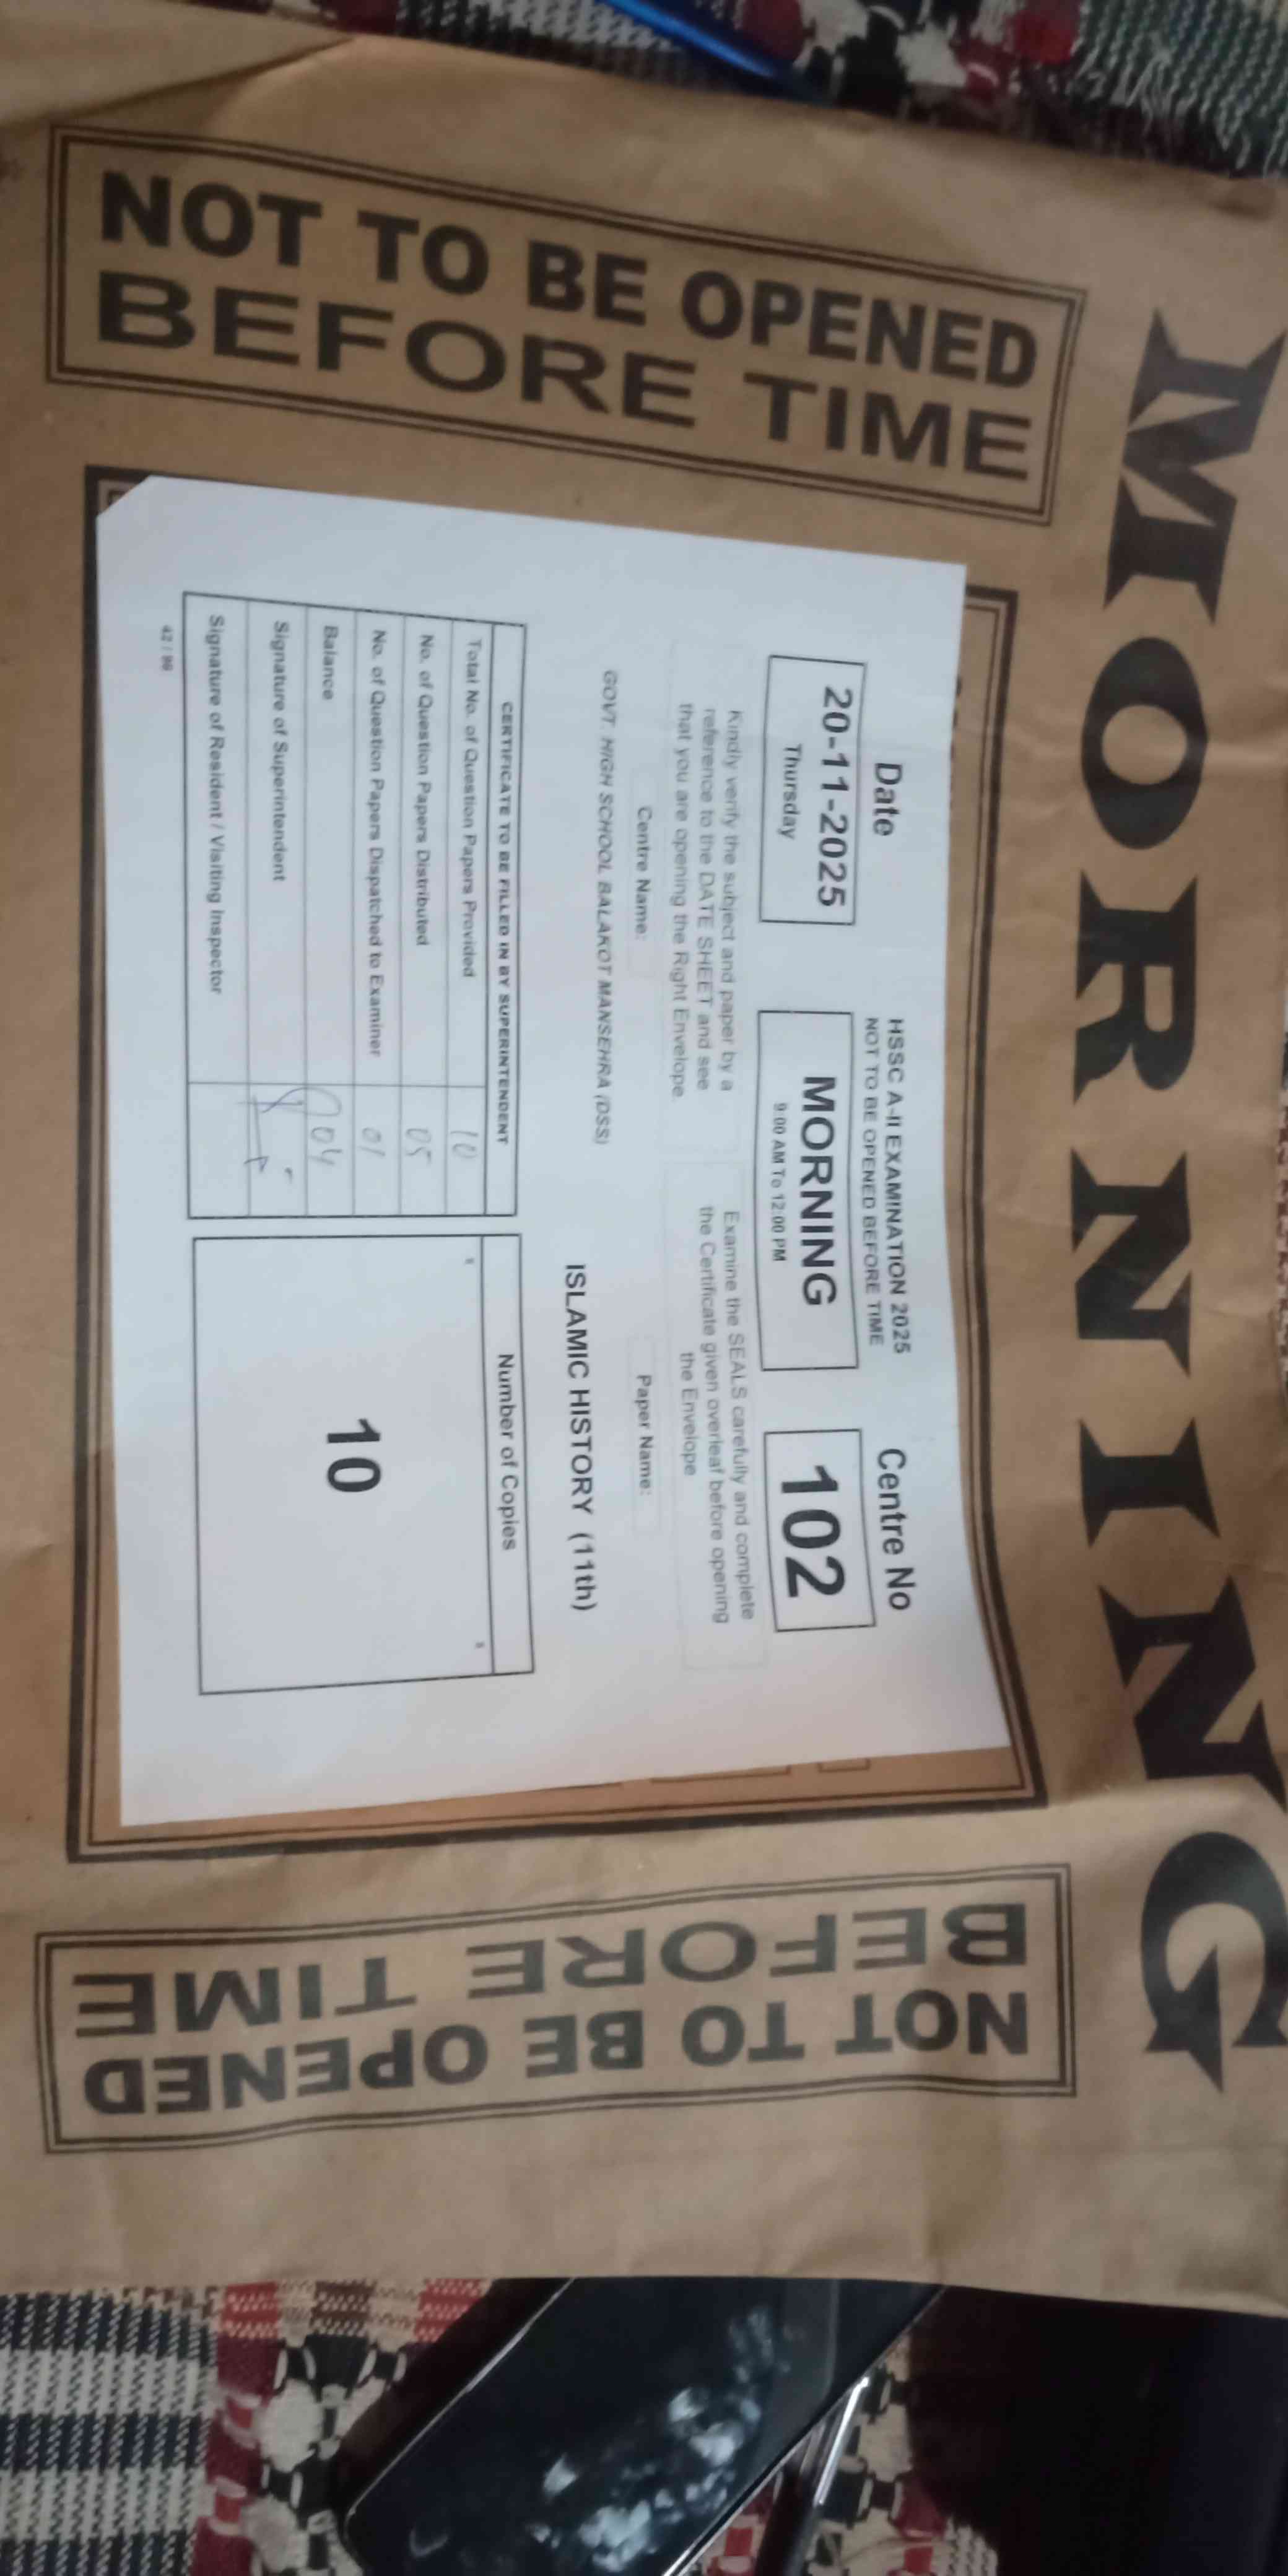 MORNING
NOT TO BE OPENED
BEFORE TIME
HSSC A-II EXAMINATION 2025
NOT TO BE OPENED BEFORE TIME
Date
20-11-2025
Thursday
MORNING
9:00 AM To 12:00 PM
Centre No
102
Kindly verify the subject and paper by a
reference to the DATE SHEET and see
that you are opening the Right Envelope.
Examine the SEALS carefully and complete
the Certificate given overleaf before opening
the Envelope
Centre Name:
GOVT. HIGH SCHOOL BALAKOT MANSEHRA (DSS)
Paper Name:
ISLAMIC HISTORY (11th)
CERTIFICATE TO BE FILLED IN BY SUPERINTENDENT
Total No. of Question Papers Provided 10
No. of Question Papers Distributed 05
No. of Question Papers Dispatched to Examiner 01
Balance 04
Signature of Superintendent
Signature of Resident / Visiting Inspector
Number of Copies
10
NOT TO BE OPENED
BEFORE TIME